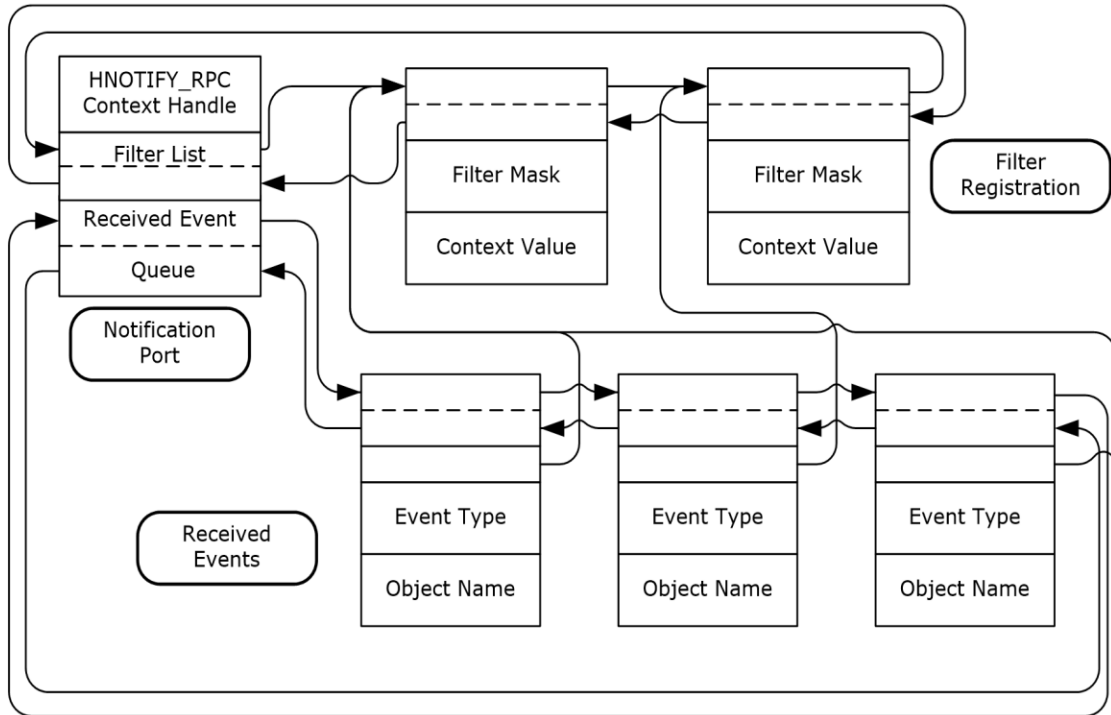 HNOTIFY_RPC
Context Handle
Filter List
Received Event
Queue
Notification
Port
Filter Mask
Context Value
Filter Mask
Context Value
Filter
Registration
Received
Events
Event Type
Object Name
Event Type
Object Name
Event Type
Object Name